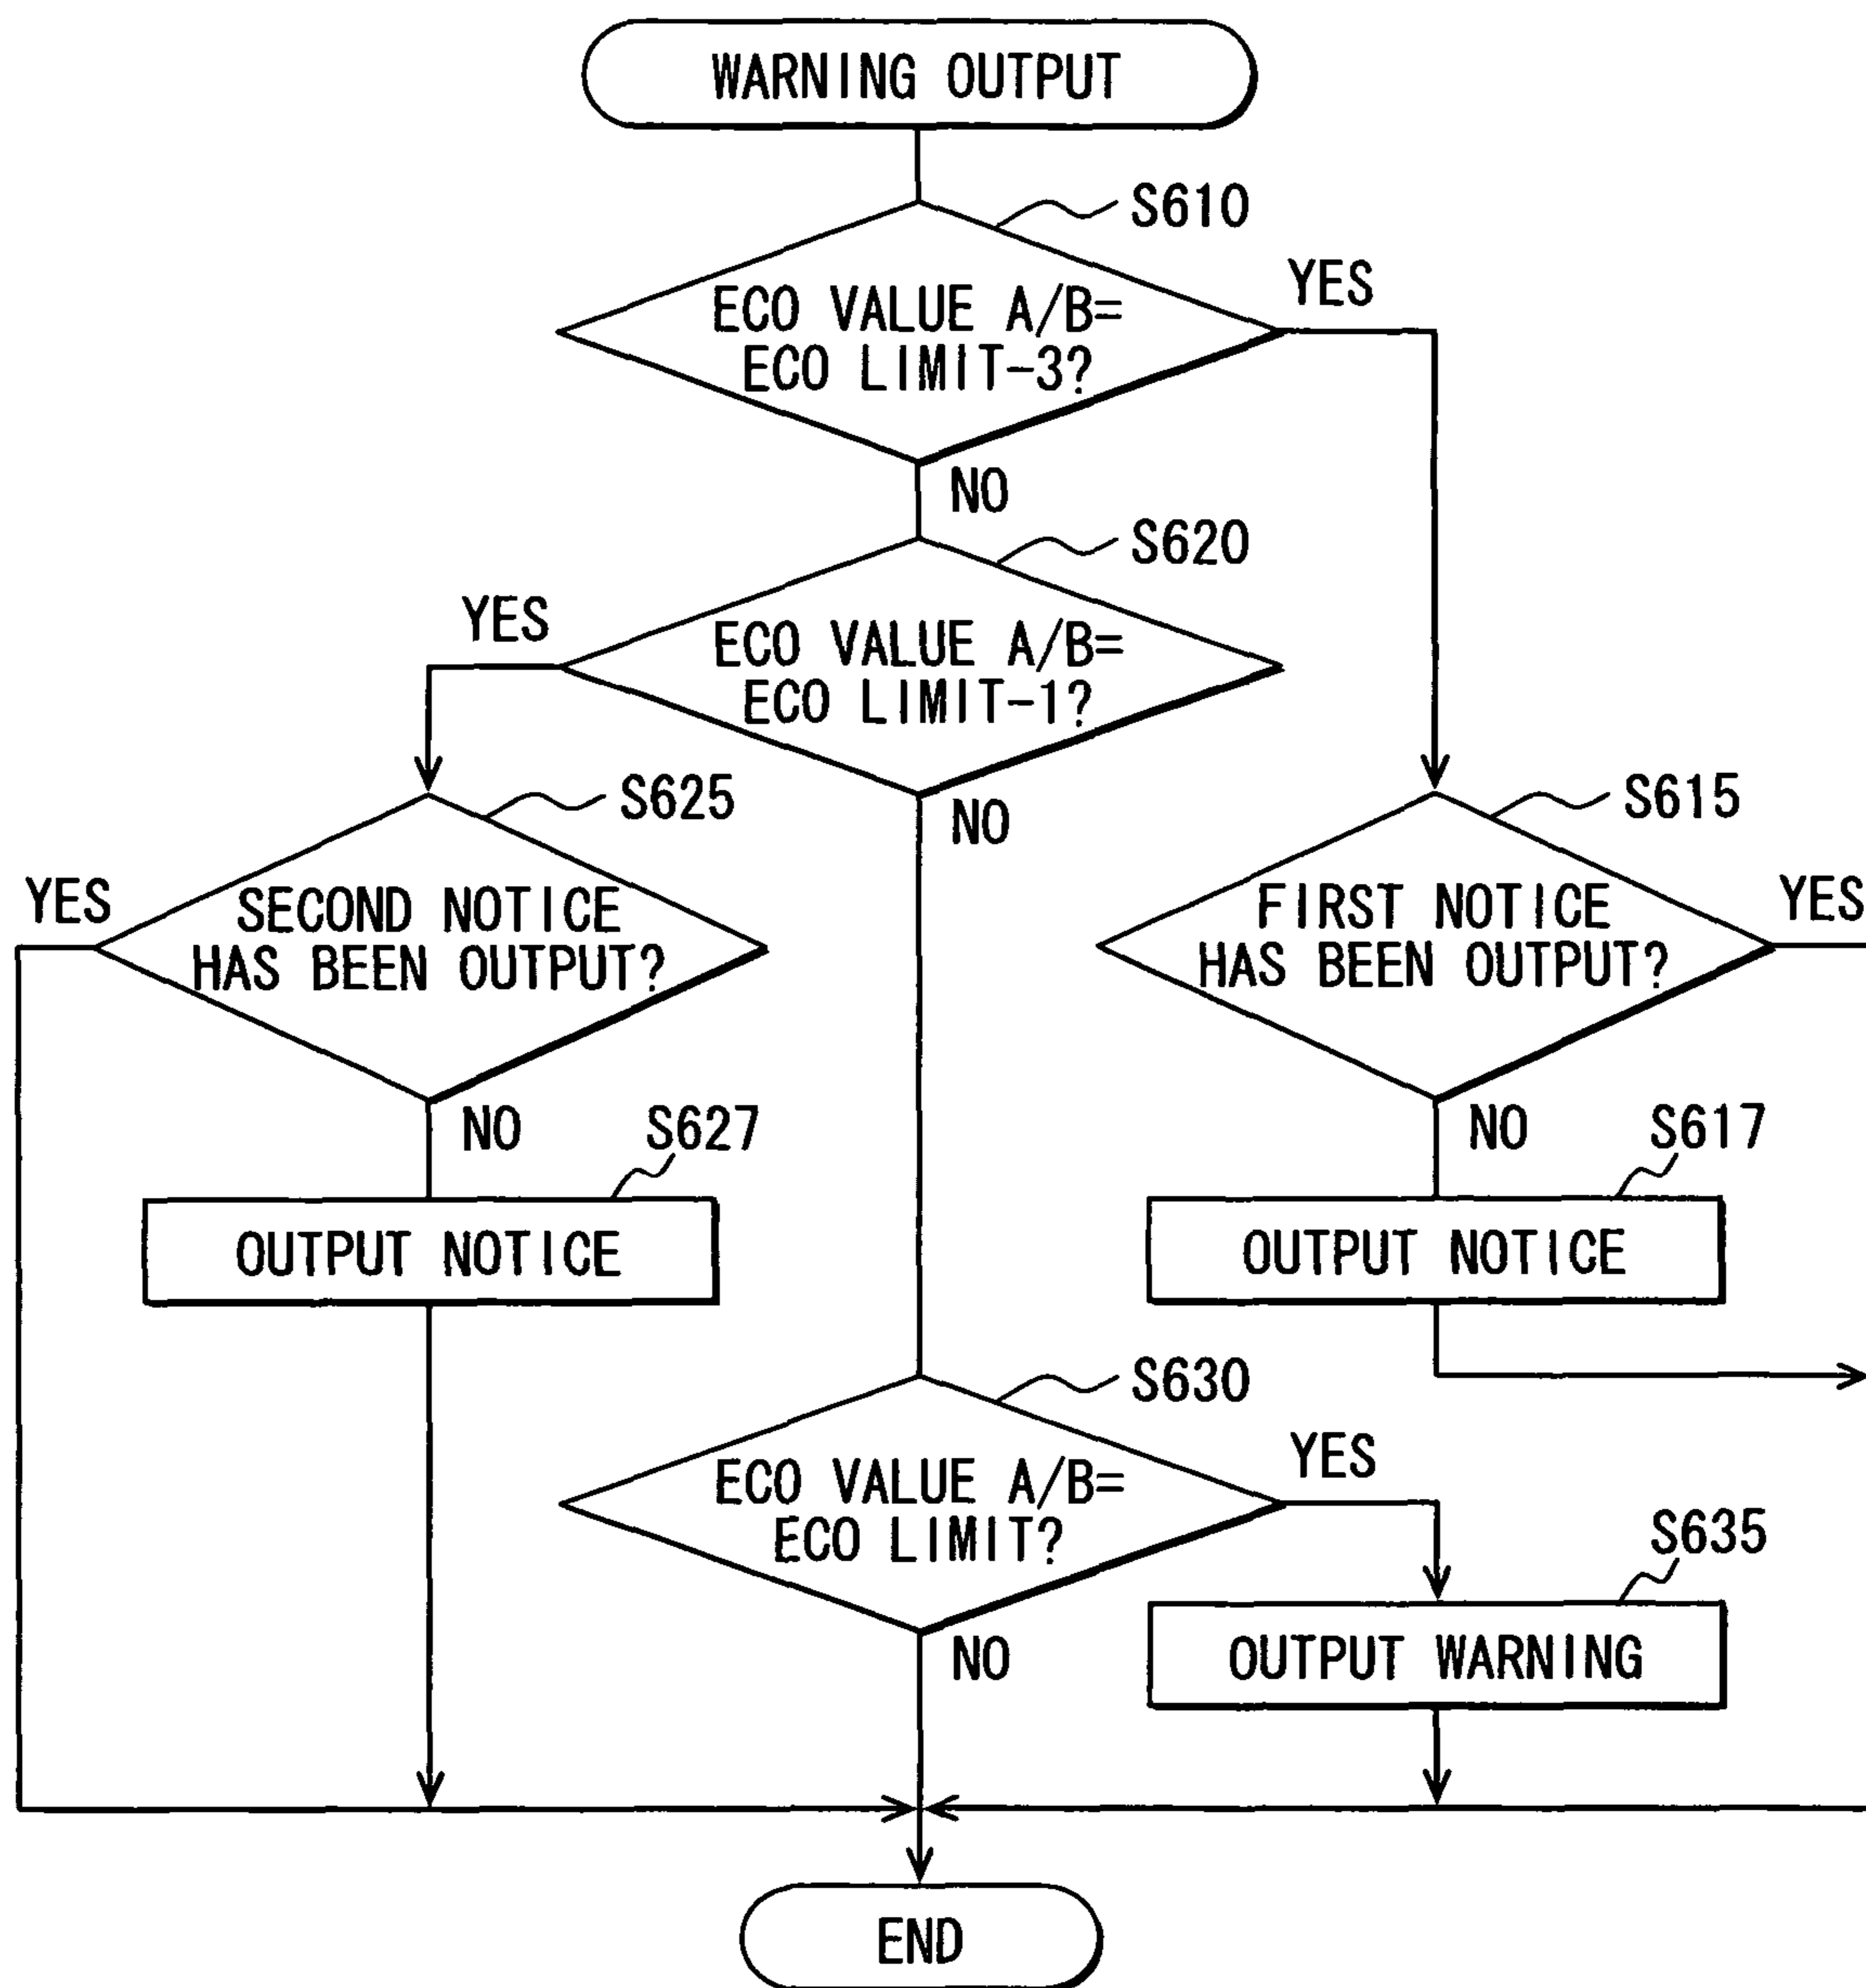 WARNING OUTPUT
S610
ECO VALUE A/B=
ECO LIMIT-3?
YES
NO
S620
ECO VALUE A/B=
ECO LIMIT-1?
YES
NO
S625
SECOND NOTICE
HAS BEEN OUTPUT?
YES
NO
S615
FIRST NOTICE
HAS BEEN OUTPUT?
YES
NO
S627
OUTPUT NOTICE
S617
OUTPUT NOTICE
S630
ECO VALUE A/B=
ECO LIMIT?
YES
NO
S635
OUTPUT WARNING
END